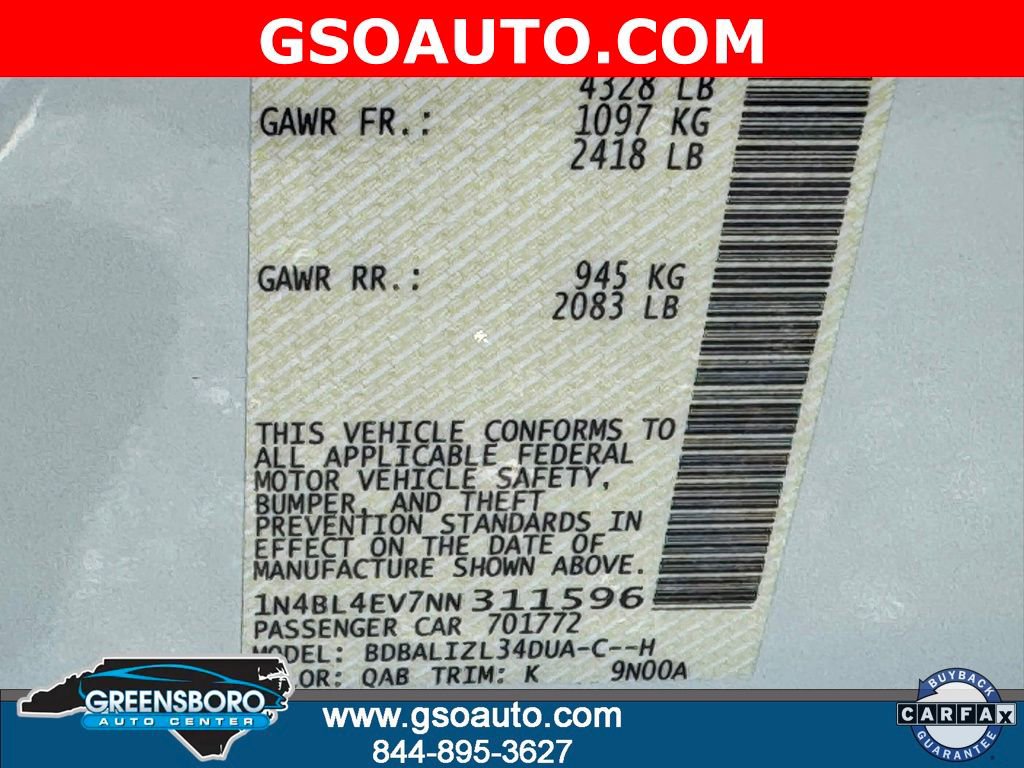 GSOAUTO.COM
4328 LB
GAWR FR.: 1097 KG
2418 LB
GAWR RR.: 945 KG
2083 LB
THIS VEHICLE CONFORMS TO
ALL APPLICABLE FEDERAL
MOTOR VEHICLE SAFETY,
BUMPER, AND THEFT
PREVENTION STANDARDS IN
EFFECT ON THE DATE OF
MANUFACTURE SHOWN ABOVE.
1N4BL4EV7NN311596
PASSENGER CAR 701772
MODEL: BDBALIZL34DUA-C--H
OLOR: QAB TRIM: K 9N00A
GREENSBORO
AUTO CENTER
www.gsoauto.com
844-895-3627
BUYBACK
CARFAX
GUARANTEE